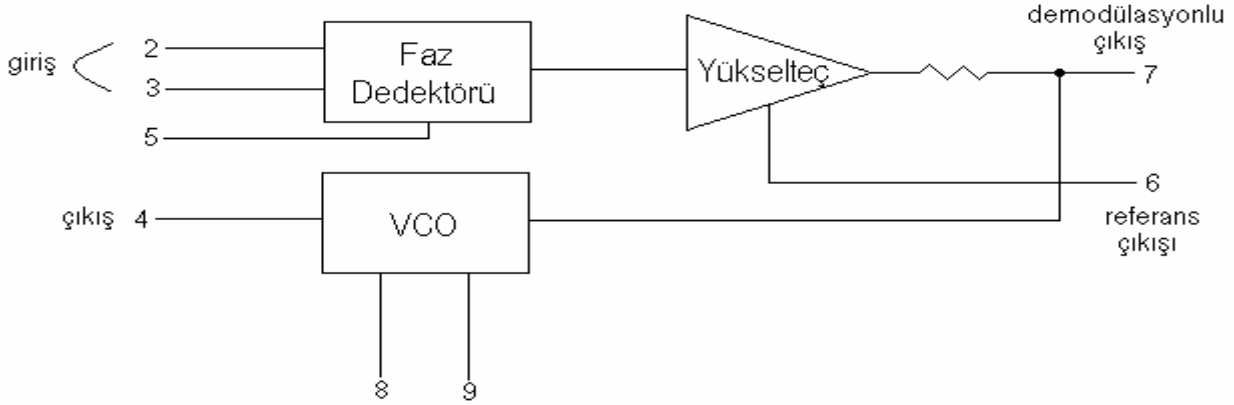 giriş
2
3
5
Faz
Dedektörü
Yükselteç
demodülasyonlu
çıkış
7
6
referans
çıkışı
çıkış 4
VCO
8
9